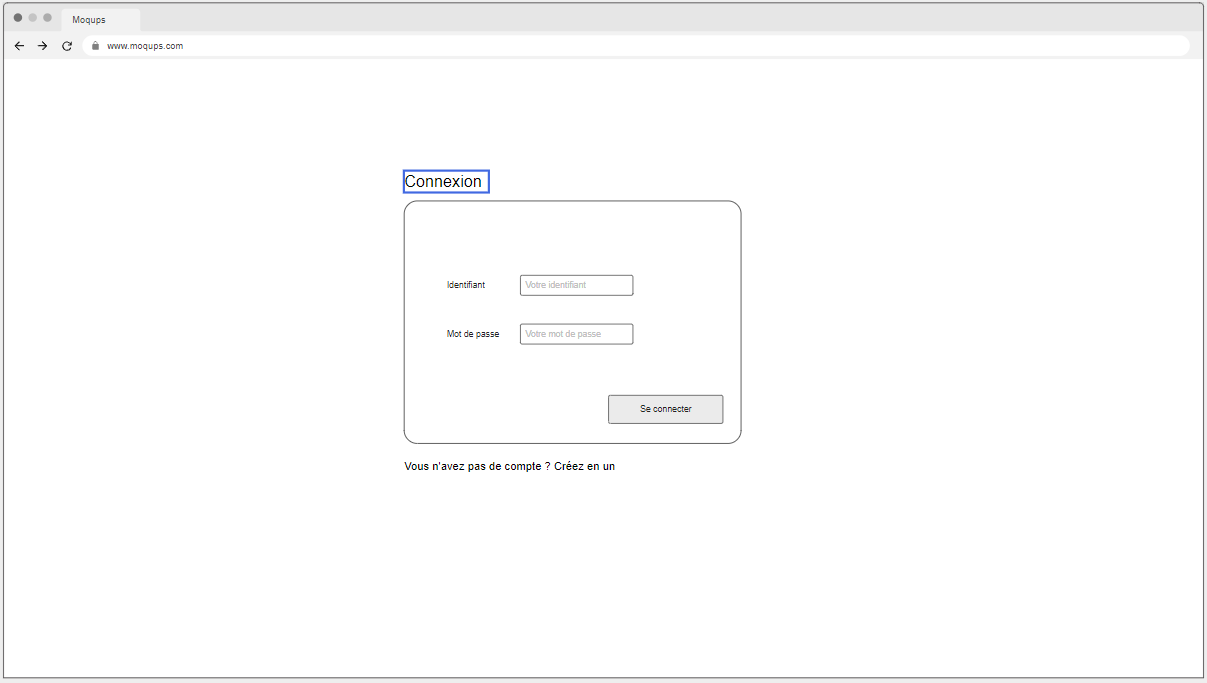 Moqups
www.moqups.com
Connexion
Identifiant
Votre identifiant
Mot de passe
Votre mot de passe
Se connecter
Vous n'avez pas de compte ? Créez en un